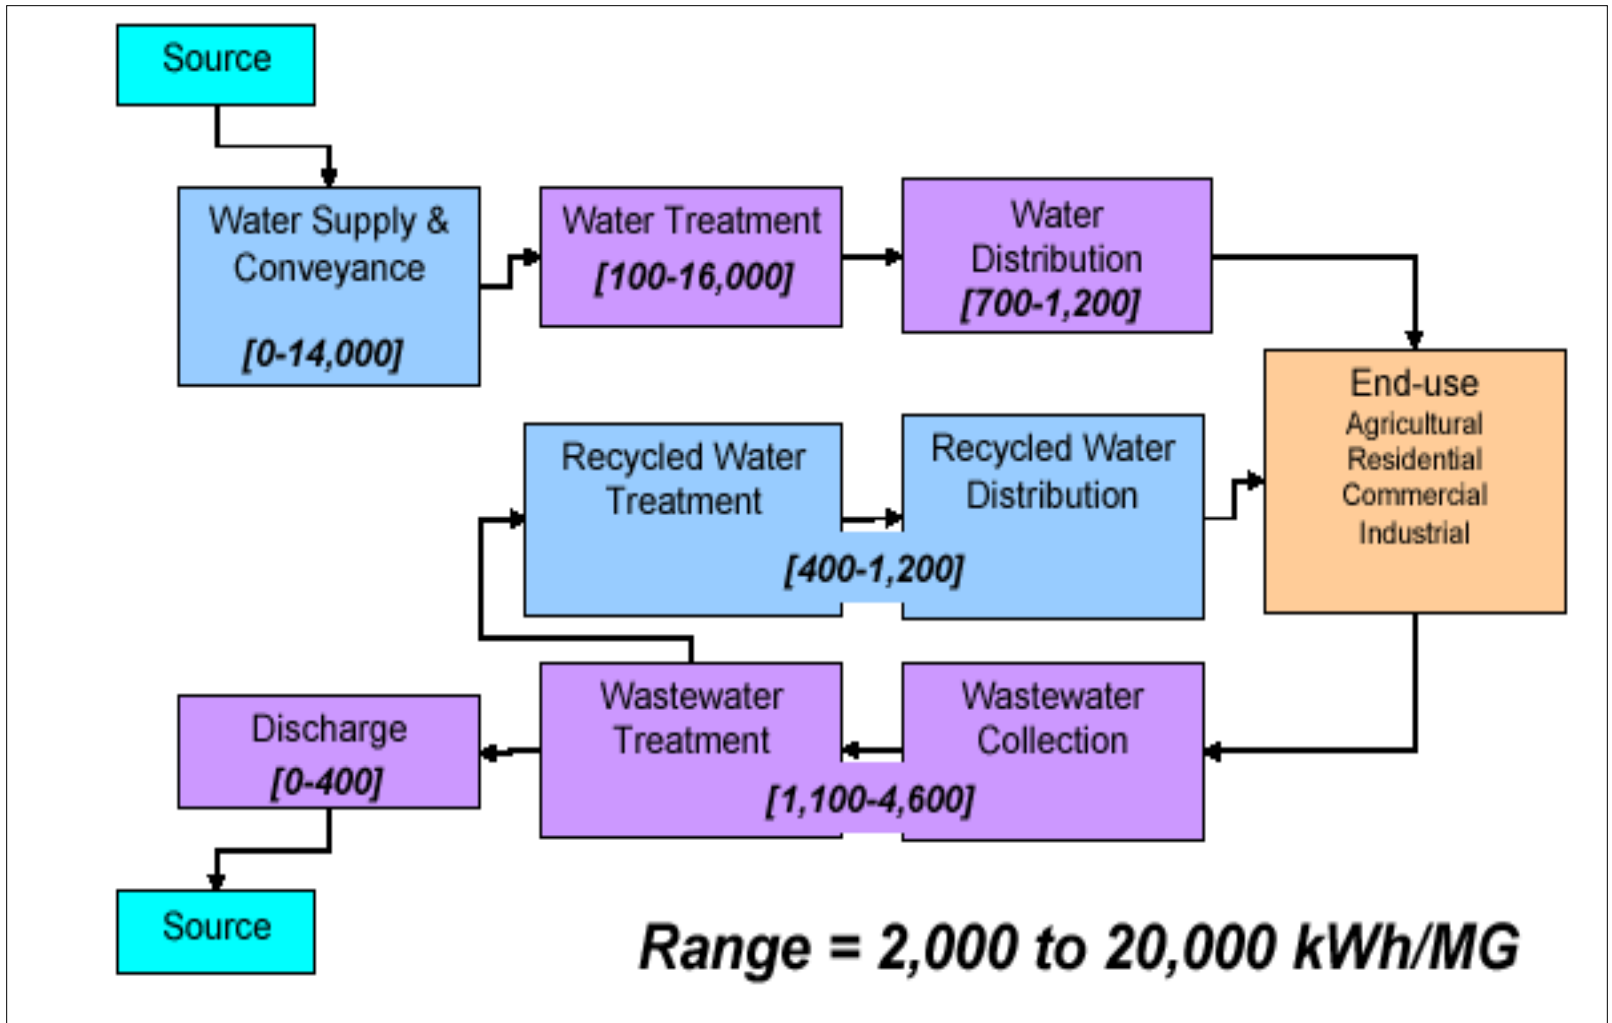 Source
Water Supply &
Conveyance
[0-14,000]
Water Treatment
[100-16,000]
Water
Distribution
[700-1,200]
End-use
Agricultural
Residential
Commercial
Industrial
Recycled Water
Treatment
Recycled Water
Distribution
[400-1,200]
Wastewater
Treatment
Wastewater
Collection
[1,100-4,600]
Discharge
[0-400]
Source
Range = 2,000 to 20,000 kWh/MG